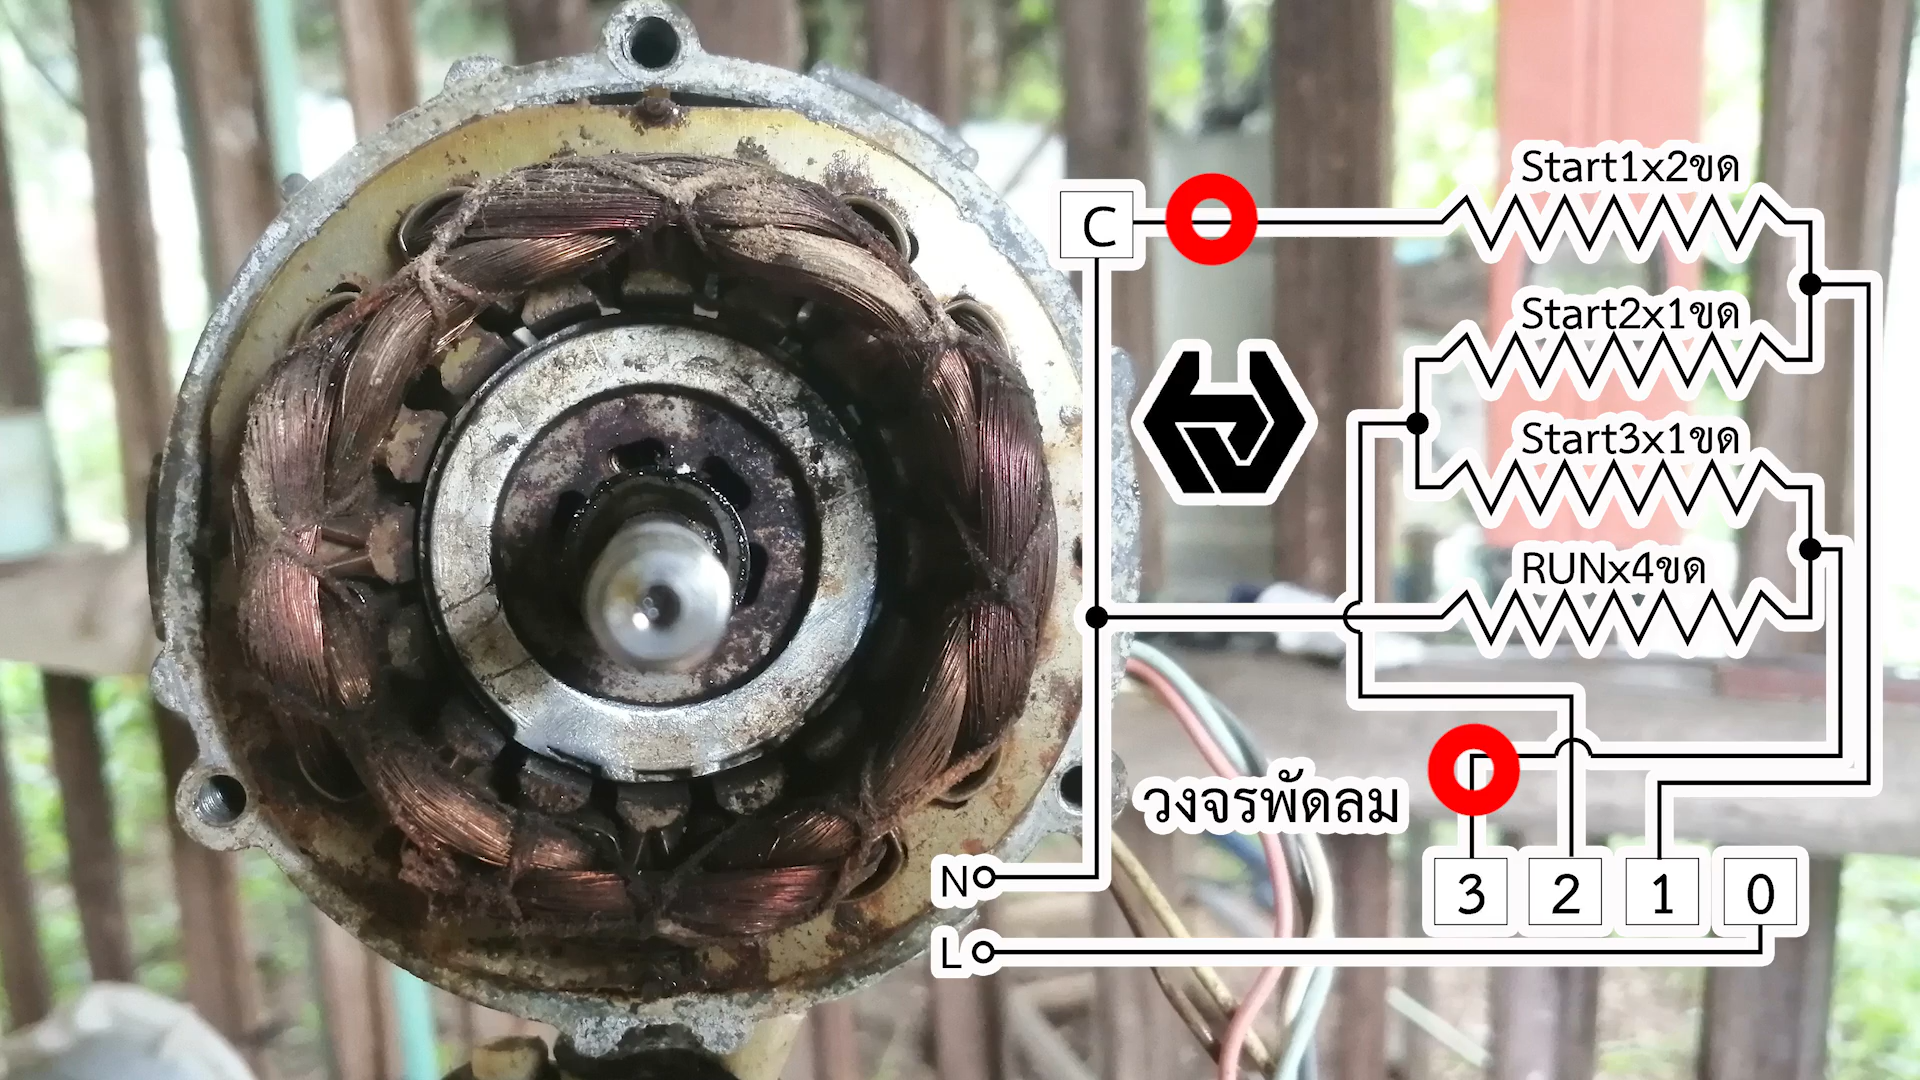 Start1x2ขด
C
Start2x1ขด
Start3x1ขด
RUNx4ขด
วงจรพัดลม
N
3 2 1 0
L